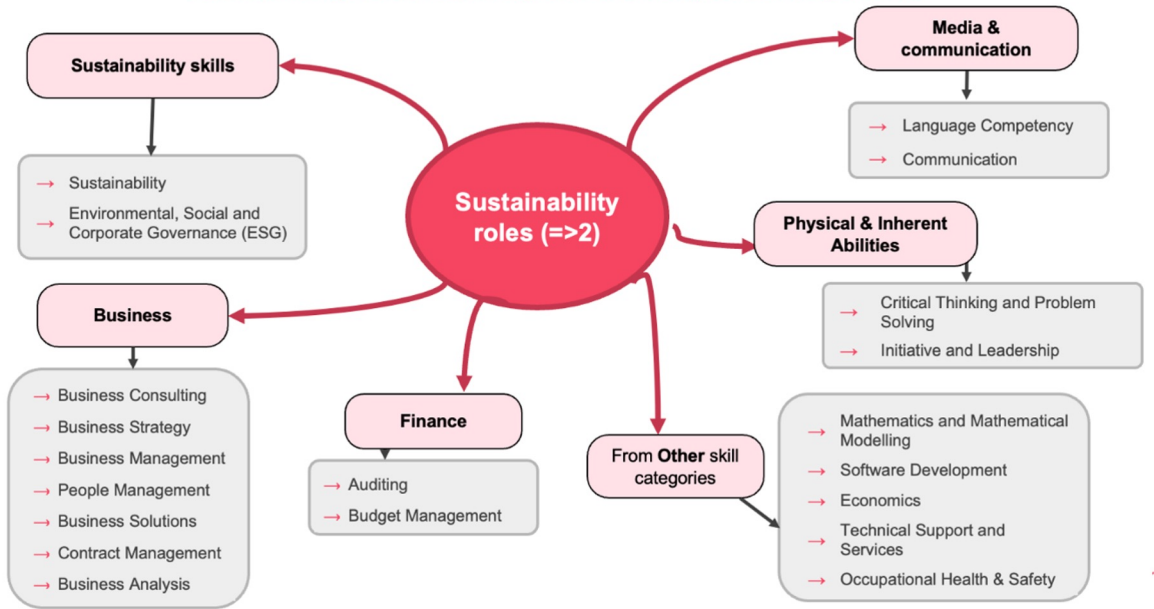 Sustainability skills
→ Sustainability
→ Environmental, Social and
Corporate Governance (ESG)
Media &
communication
→ Language Competency
→ Communication
Sustainability
roles (=>2)
Physical & Inherent
Abilities
→ Critical Thinking and Problem
Solving
→ Initiative and Leadership
Business
→ Business Consulting
→ Business Strategy
→ Business Management
→ People Management
→ Business Solutions
→ Contract Management
→ Business Analysis
Finance
→ Auditing
→ Budget Management
From Other skill
categories
→ Mathematics and Mathematical
Modelling
→ Software Development
→ Economics
→ Technical Support and
Services
→ Occupational Health & Safety